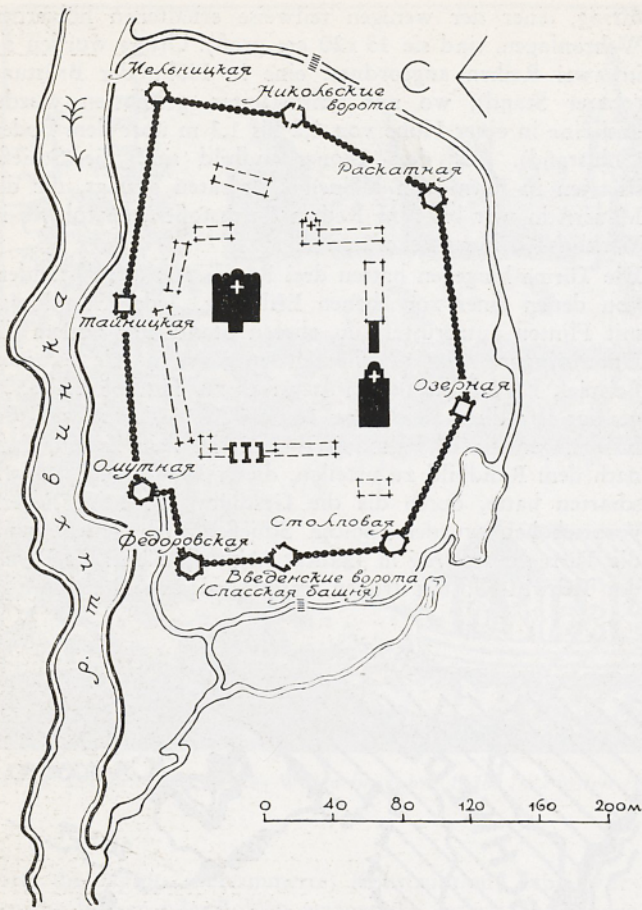 С
Мельницкая
Никольские
ворота
Раскатная
Тайницкая
Озерная
Омутная
Столповая
Федоровская
Введенские ворота
(Спасская башня)
р. тихвинка
0 40 80 120 160 200м